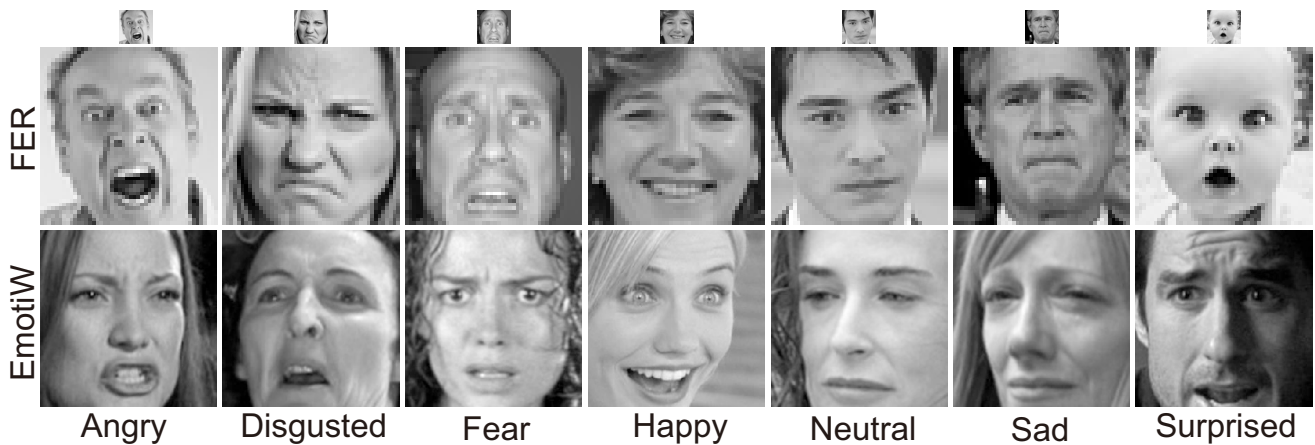 FER
EmotiW
Angry
Disgusted
Fear
Happy
Neutral
Sad
Surprised